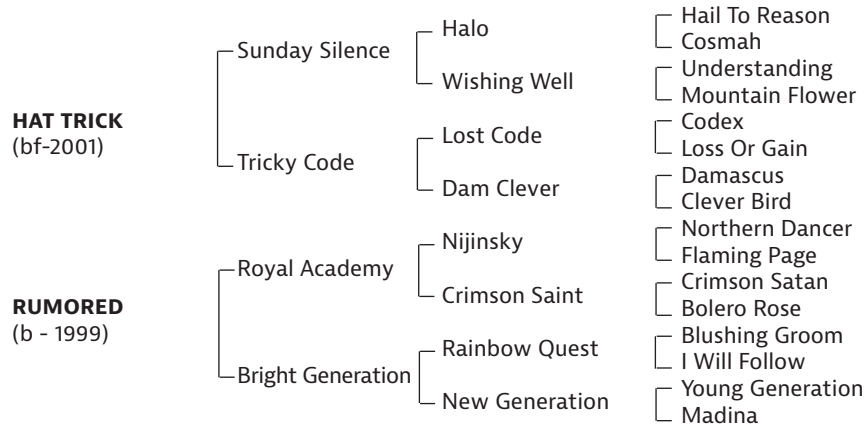 Hail To Reason
Halo
Cosmah
Sunday Silence
Understanding
Wishing Well
Mountain Flower
HAT TRICK
(bf-2001)
Codex
Lost Code
Loss Or Gain
Tricky Code
Damascus
Dam Clever
Clever Bird
Northern Dancer
Nijinsky
Flaming Page
Royal Academy
Crimson Satan
Crimson Saint
Bolero Rose
RUMORED
(b - 1999)
Blushing Groom
Rainbow Quest
I Will Follow
Bright Generation
Young Generation
New Generation
Madina